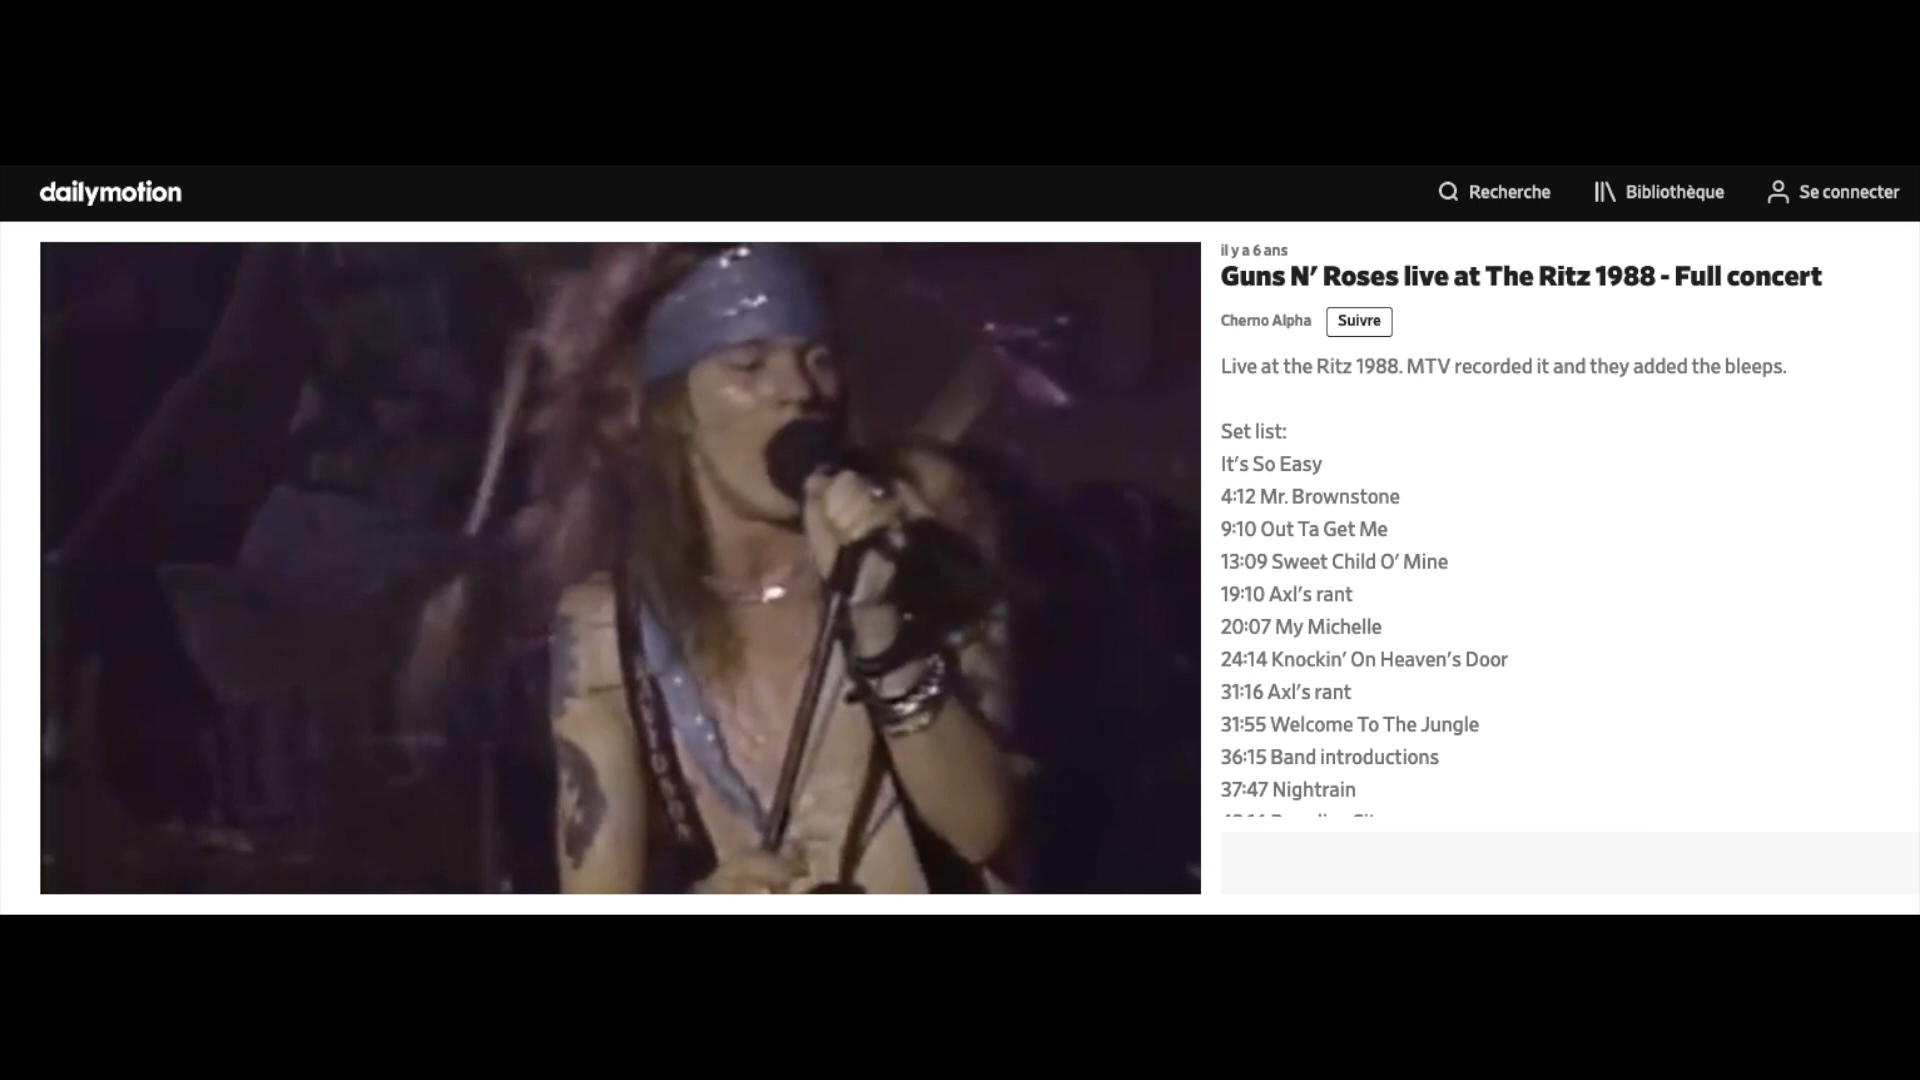 dailymotion
Recherche
Bibliothèque
Se connecter
il y a 6 ans
Guns N’ Roses live at The Ritz 1988 - Full concert
Cherno Alpha
Suivre
Live at the Ritz 1988. MTV recorded it and they added the bleeps.
Set list:
It’s So Easy
4:12 Mr. Brownstone
9:10 Out Ta Get Me
13:09 Sweet Child O’ Mine
19:10 Axl’s rant
20:07 My Michelle
24:14 Knockin’ On Heaven’s Door
31:16 Axl’s rant
31:55 Welcome To The Jungle
36:15 Band introductions
37:47 Nightrain